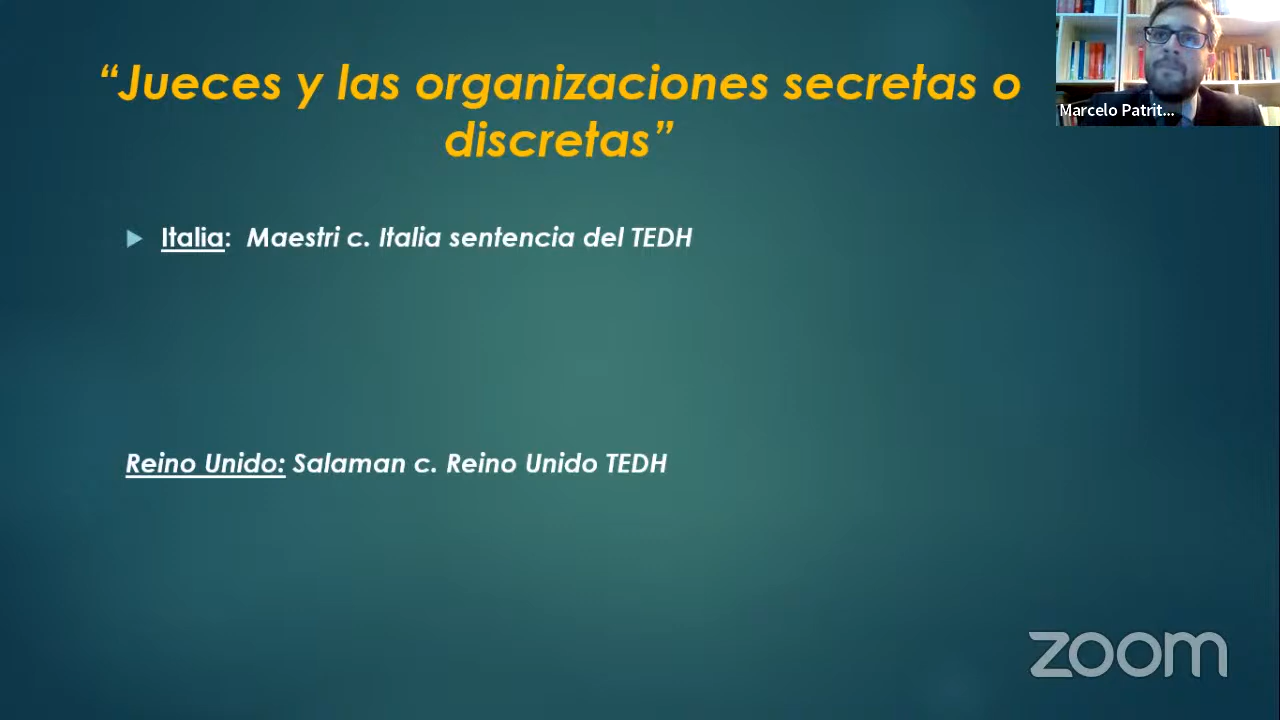 “Jueces y las organizaciones secretas o
discretas”
Marcelo Patrit...
Italia: Maestri c. Italia sentencia del TEDH
Reino Unido: Salaman c. Reino Unido TEDH
zoom